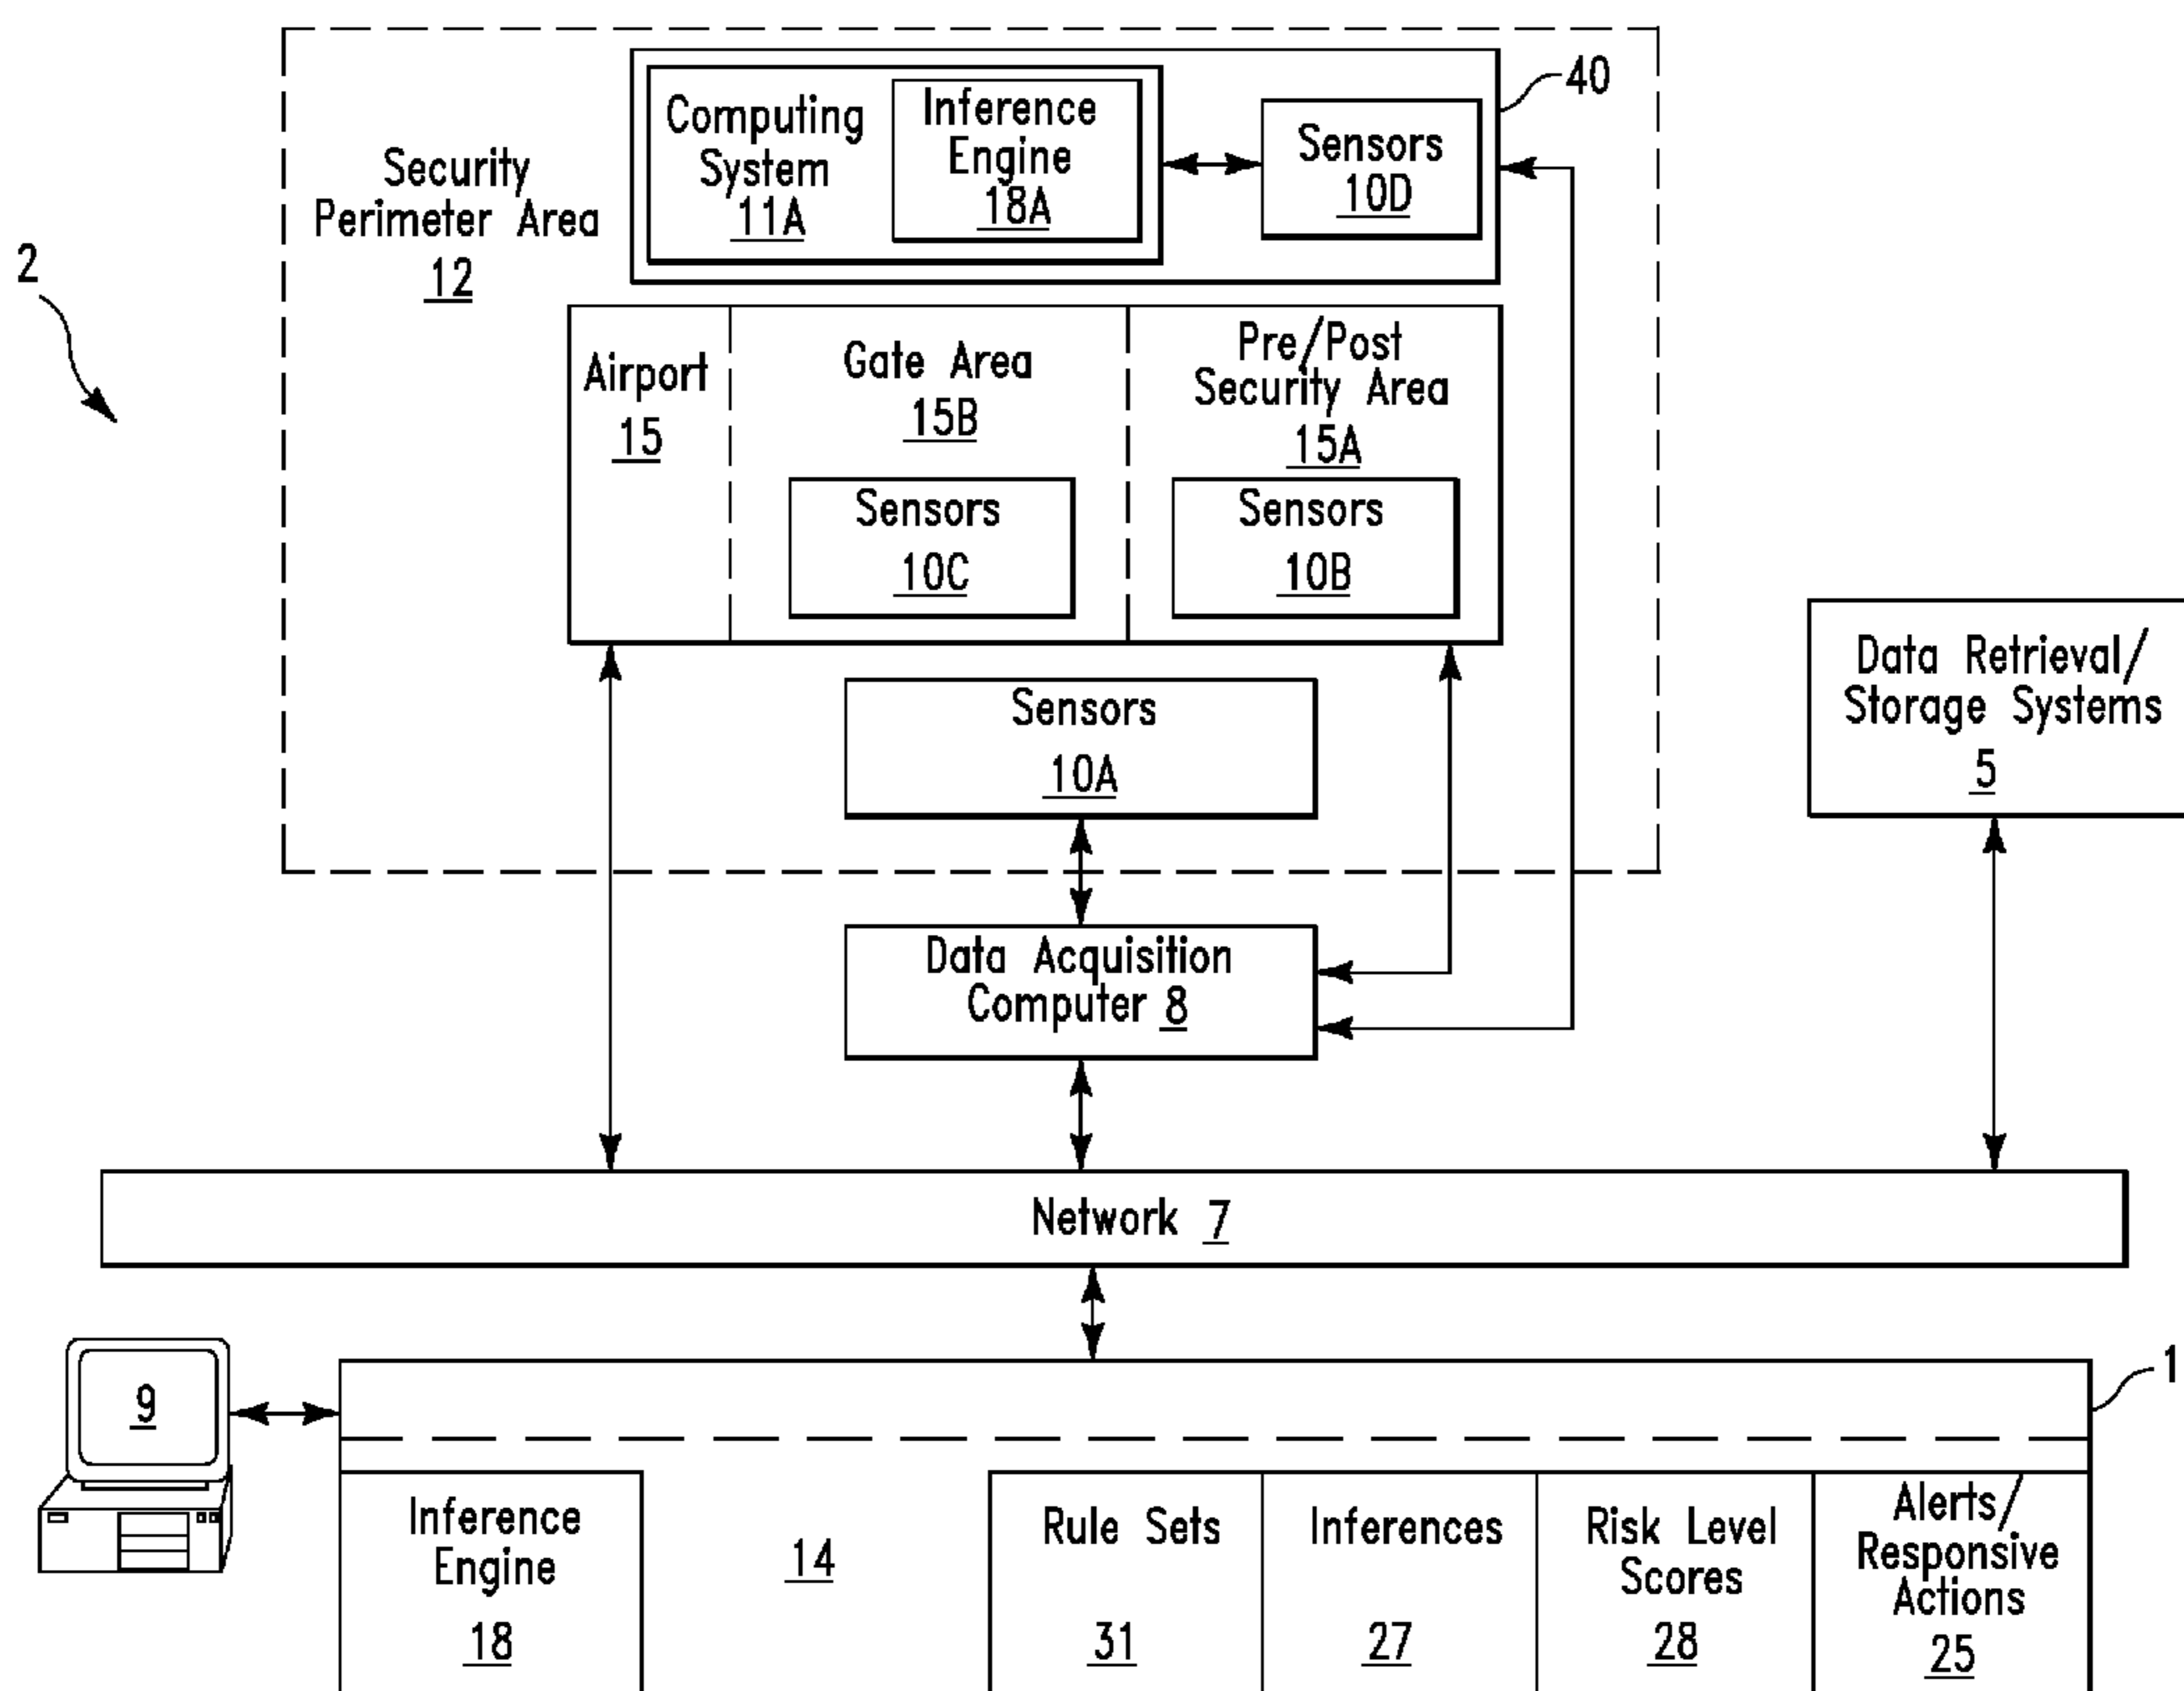 40
Computing
System
11A
Inference
Engine
18A
Sensors
10D
Security
Perimeter Area
12
2
Airport
15
Gate Area
15B
Sensors
10C
Pre/Post
Security Area
15A
Sensors
10B
Sensors
10A
Data Retrieval/
Storage Systems
5
Data Acquisition
Computer 8
Network 7
9
1
Inference
Engine
18
14
Rule Sets
31
Inferences
27
Risk Level
Scores
28
Alerts/
Responsive
Actions
25